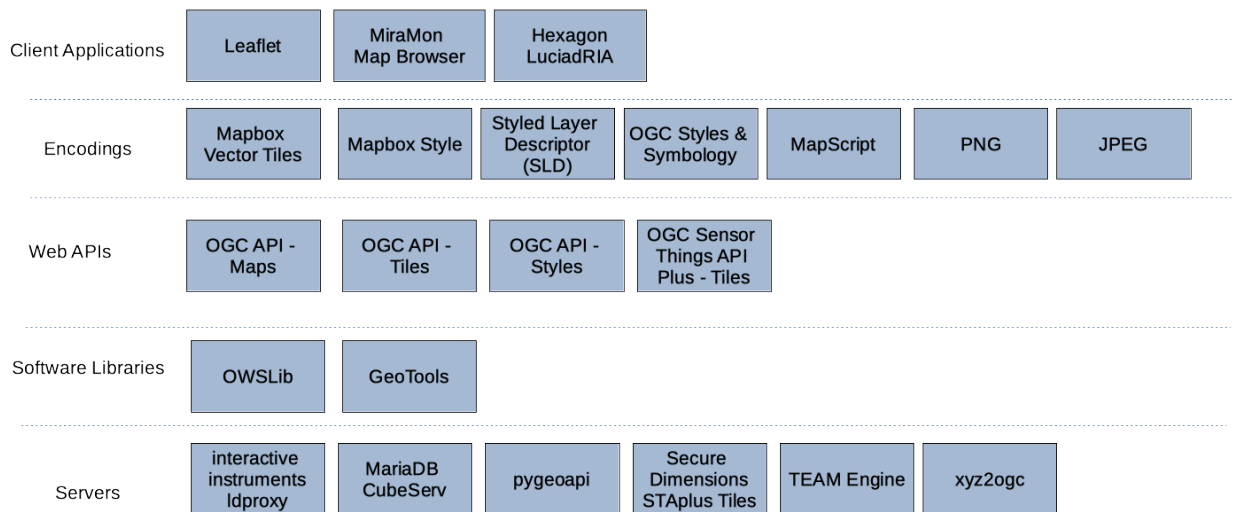 Client Applications
Leaflet
MiraMon
Map Browser
Hexagon
LuciadRIA
Encodings
Mapbox
Vector Tiles
Mapbox Style
Styled Layer
Descriptor
(SLD)
OGC Styles &
Symbology
MapScript
PNG
JPEG
Web APIs
OGC API -
Maps
OGC API -
Tiles
OGC API -
Styles
OGC Sensor
Things API
Plus - Tiles
Software Libraries
OWSLib
GeoTools
Servers
interactive
instruments
ldproxy
MariaDB
CubeServ
pygeoapi
Secure
Dimensions
STAplus Tiles
TEAM Engine
xyz2ogc